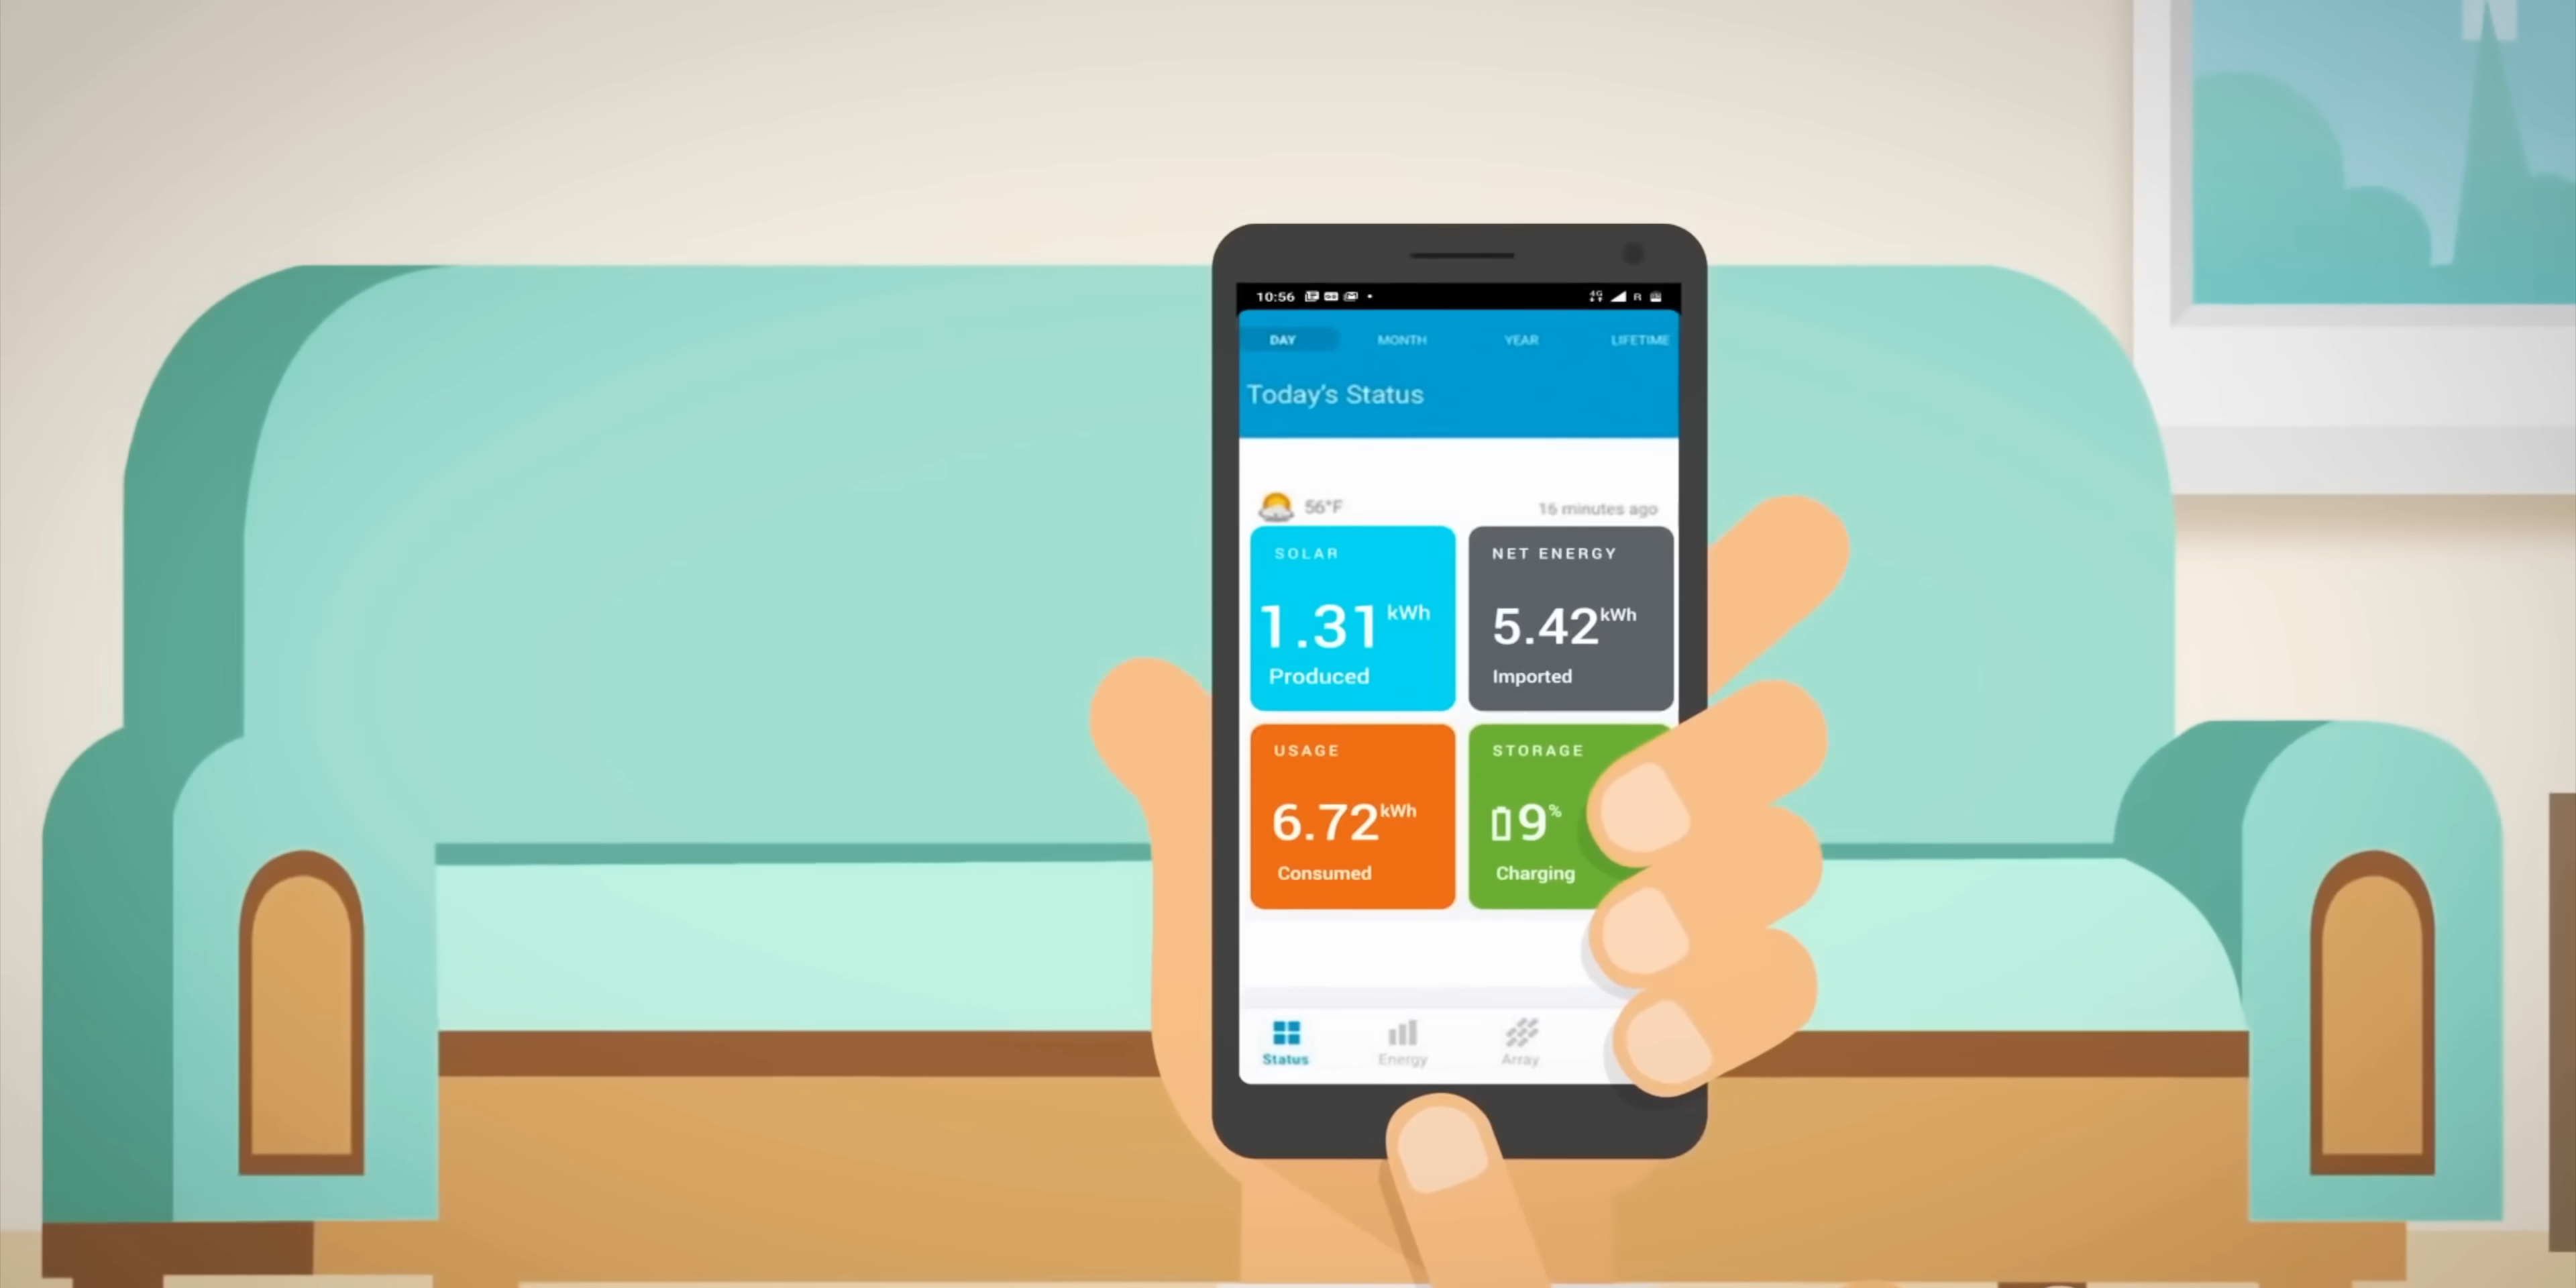 10:56
4G R
DAY MONTH YEAR LIFETIME
Today's Status
56°F 16 minutes ago
SOLAR
1.31 kWh
Produced
NET ENERGY
5.42 kWh
Imported
USAGE
6.72 kWh
Consumed
STORAGE
9%
Charging
Status Energy Array